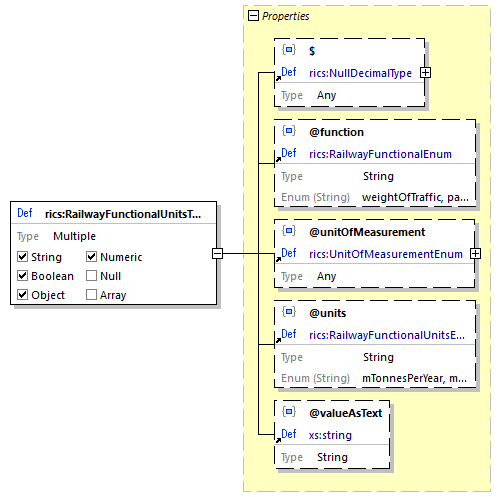 Properties
$
Def rics:NullDecimalType
Type Any
@function
Def rics:RailwayFunctionalEnum
Type String
Enum (String) weightOfTraffic, pa...
Def rics:RailwayFunctionalUnitsT...
Type Multiple
String Numeric
Boolean Null
Object Array
@unitOfMeasurement
Def rics:UnitOfMeasurementEnum
Type Any
@units
Def rics:RailwayFunctionalUnitsE...
Type String
Enum (String) mTonnesPerYear, m...
@valueAsText
Def xs:string
Type String